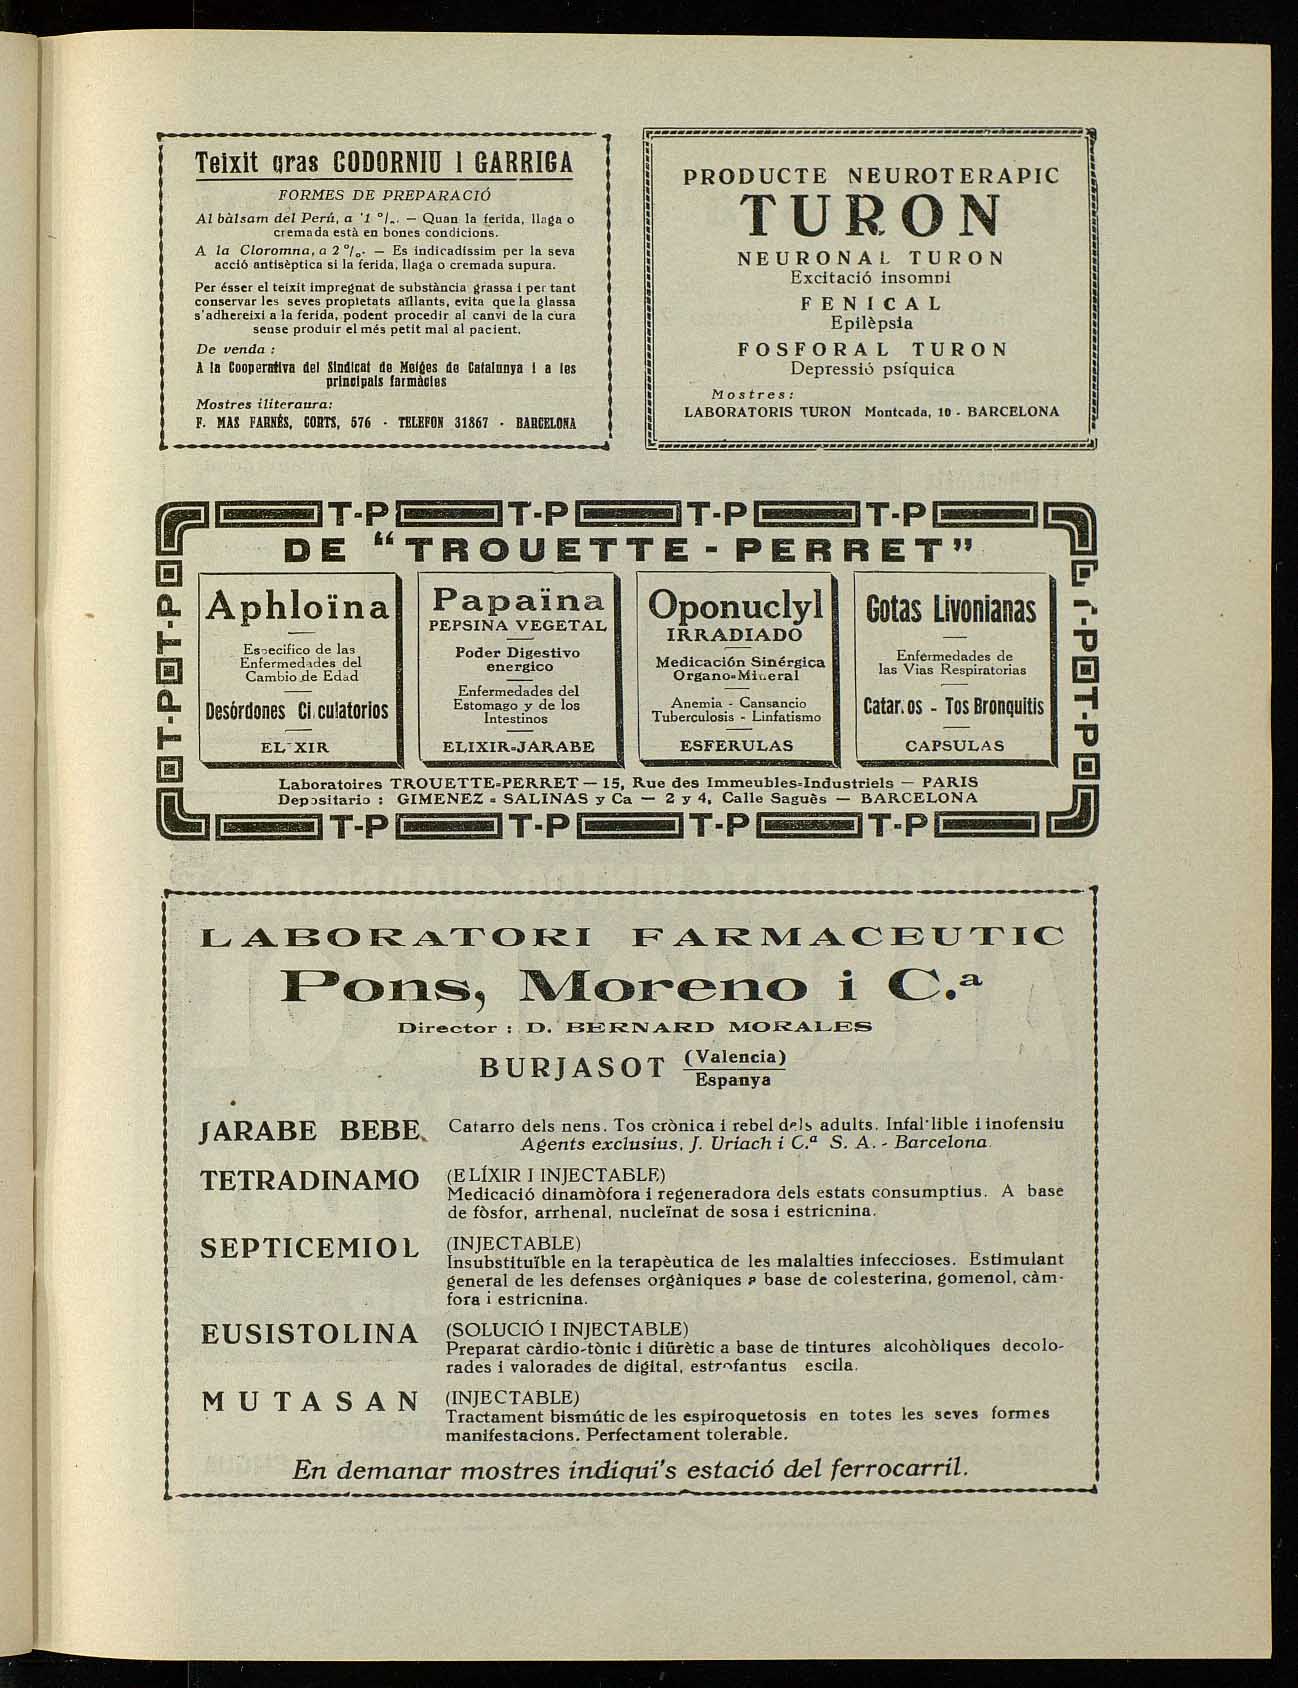 Teixit gras CODORNIU I GARRIGA
FORMES DE PREPARACIÓ
Al bàlsam del Perú, a 1 °/.. — Quan la ferida, llaga o
cremada està en bones condicions.
A la Cloromna, a 2 °/o. — Es indicadíssim per la seva
acció antisèptica si la ferida, llaga o cremada supura.
Per ésser el teixit impregnat de substància grassa i per tant
conservar les seves propietats aïllants, evita que la glassa
s'adhereixi a la ferida, podent procedir al canvi de la cura
sense produir el més petit mal al pacient.
De venda :
A la Cooperativa del Sindicat de Metges de Catalunya i a les
principals farmàcies
Mostres i literatura:
F. MAS FARNÉS, CORTS, 576 - TELEFON 31867 - BARCELONA
PRODUCTE NEUROTERAPIC
TURON
NEURONAL TURON
Excitació insomni
FENICAL
Epilèpsia
FOSFORAL TURON
Depressió psíquica
Mostres:
LABORATORIS TURON Montcada, 10 - BARCELONA
T-P T-P T-P T-P
DE "TROUETTE-PERRET"
Aphloïna
Especifico de las
Enfermedades del
Cambio de Edad
Desórdones Circulatorios
ELIXIR
Papaïna
PEPSINA VEGETAL
Poder Digestivo
energico
Enfermedades del
Estomago y de los
Intestinos
ELIXIR-JARABE
Oponuclyl
IRRADIADO
Medicación Sinérgica
Organo-Mineral
Anemia - Cansancio
Tuberculosis - Linfatismo
ESFERULAS
Gotas Livonianas
Enfermedades de
las Vias Respiratorias
Catarros - Tos Bronquitis
CAPSULAS
T-P T-P
T-P T-P
Laboratoires TROUETTE-PERRET — 15, Rue des Immeubles-Industriels — PARIS
Depositario : GIMENEZ - SALINAS y Ca — 2 y 4, Calle Saguès — BARCELONA
T-P T-P T-P T-P
LABORATORI FARMACEUTIC
Pons, Moreno i C.ª
Director : D. BERNARD MORALES
BURJASOT (Valencia)
Espanya
JARABE BEBE Catarro dels nens. Tos crònica i rebel dels adults. Infal·lible i inofensiu
Agents exclusius, J. Uriach i C.ª S. A. - Barcelona.
TETRADINAMO (ELÍXIR I INJECTABLE)
Medicació dinamòfora i regeneradora dels estats consumptius. A base
de fòsfor, arrhenal, nucleïnat de sosa i estricnina.
SEPTICEMIOL (INJECTABLE)
Insubstituïble en la terapèutica de les malalties infeccioses. Estimulant
general de les defenses orgàniques a base de colesterina, gomenol, càm-
fora i estricnina.
EUSISTOLINA (SOLUCIÓ I INJECTABLE)
Preparat càrdio-tònic i diürètic a base de tintures alcohòliques decolo-
rades i valorades de digital, estrofantus escila.
MUTASAN (INJECTABLE)
Tractament bismútic de les espiroquetosis en totes les seves formes
manifestacions. Perfectament tolerable.
En demanar mostres indiqui's estació del ferrocarril.